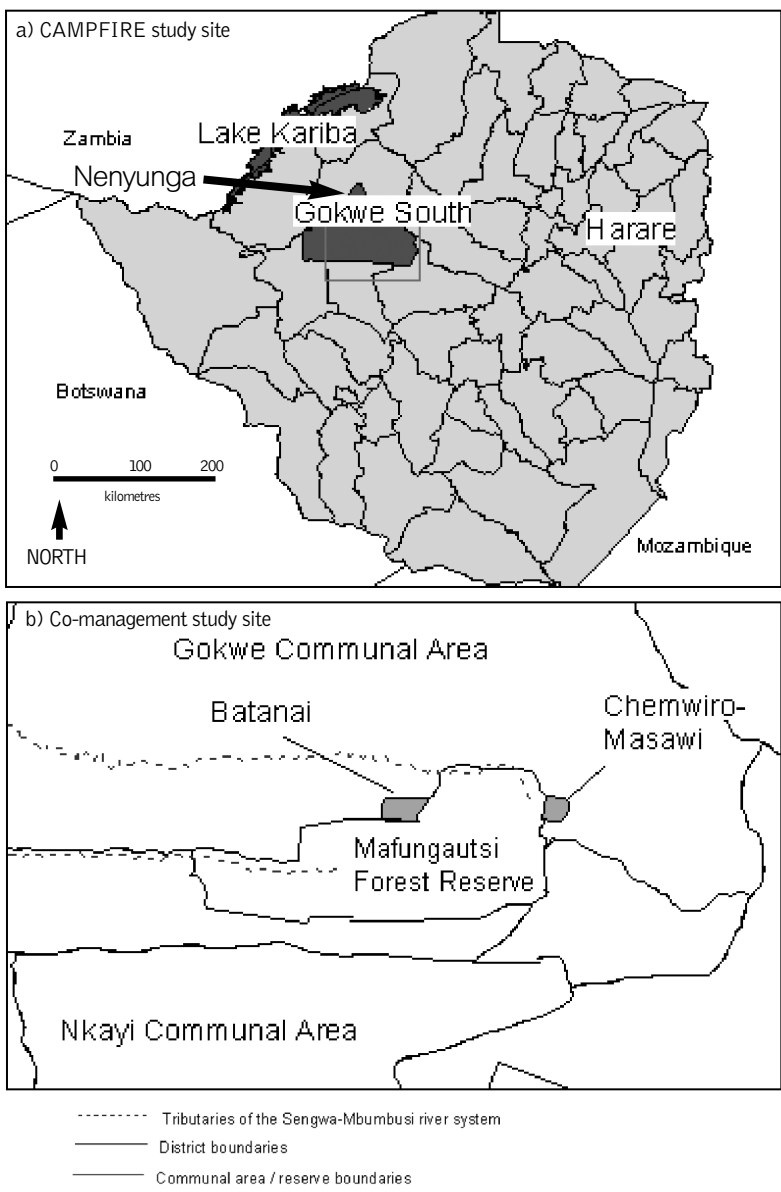 a) CAMPFIRE study site
Zambia
Lake Kariba
Nenyunga
Gokwe South
Harare
Botswana
0 100 200
kilometres
NORTH
Mozambique
b) Co-management study site
Gokwe Communal Area
Batanai
Chemwiro-
Masawi
Mafungautsi
Forest Reserve
Nkayi Communal Area
Tributaries of the Sengwa-Mbumbusi river system
District boundaries
Communal area / reserve boundaries